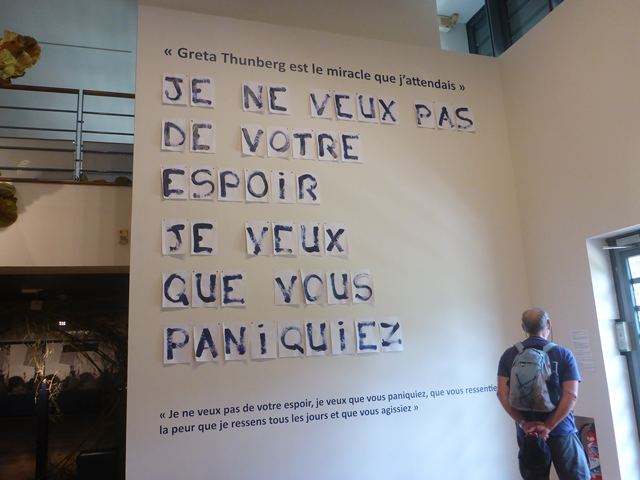 « Greta Thunberg est le miracle que j’attendais »
JE NE VEUX PAS
DE VOTRE
ESPOiR
JE VEUX
QUE VOUS
PANiQUiEZ
« Je ne veux pas de votre espoir, je veux que vous paniquiez, que vous ressentie
la peur que je ressens tous les jours et que vous agissiez »